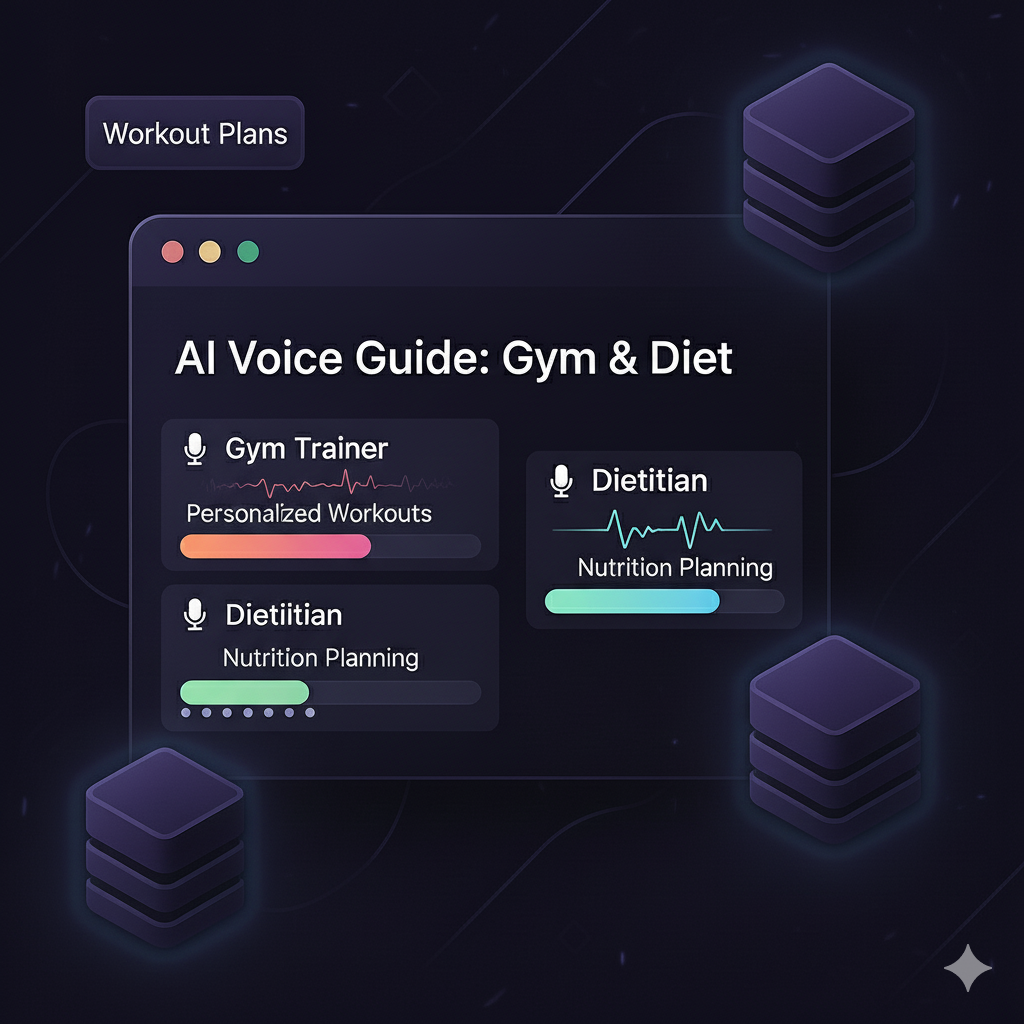 Workout Plans
AI Voice Guide: Gym & Diet
Gym Trainer
Personalized Workouts
Dietiitian
Nutrition Planning
Dietitian
Nutrition Planning